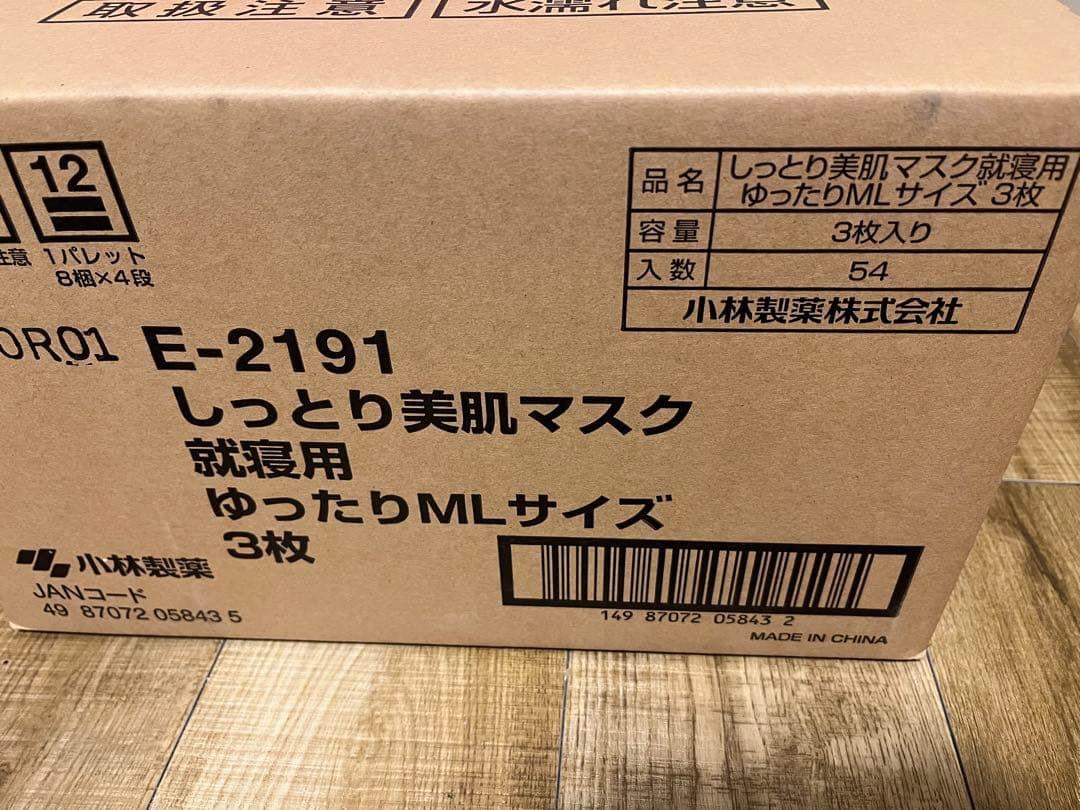 取扱注意
水濡れ注意
12
注意
1パレット
8梱×4段
品名 しっとり美肌マスク就寝用
ゆったりMLサイズ 3枚
容量 3枚入り
入数 54
小林製薬株式会社
OR01
E-2191
しっとり美肌マスク
就寝用
ゆったりMLサイズ
3枚
小林製薬
JANコード
49 87072 05843 5
149 87072 05843 2
MADE IN CHINA